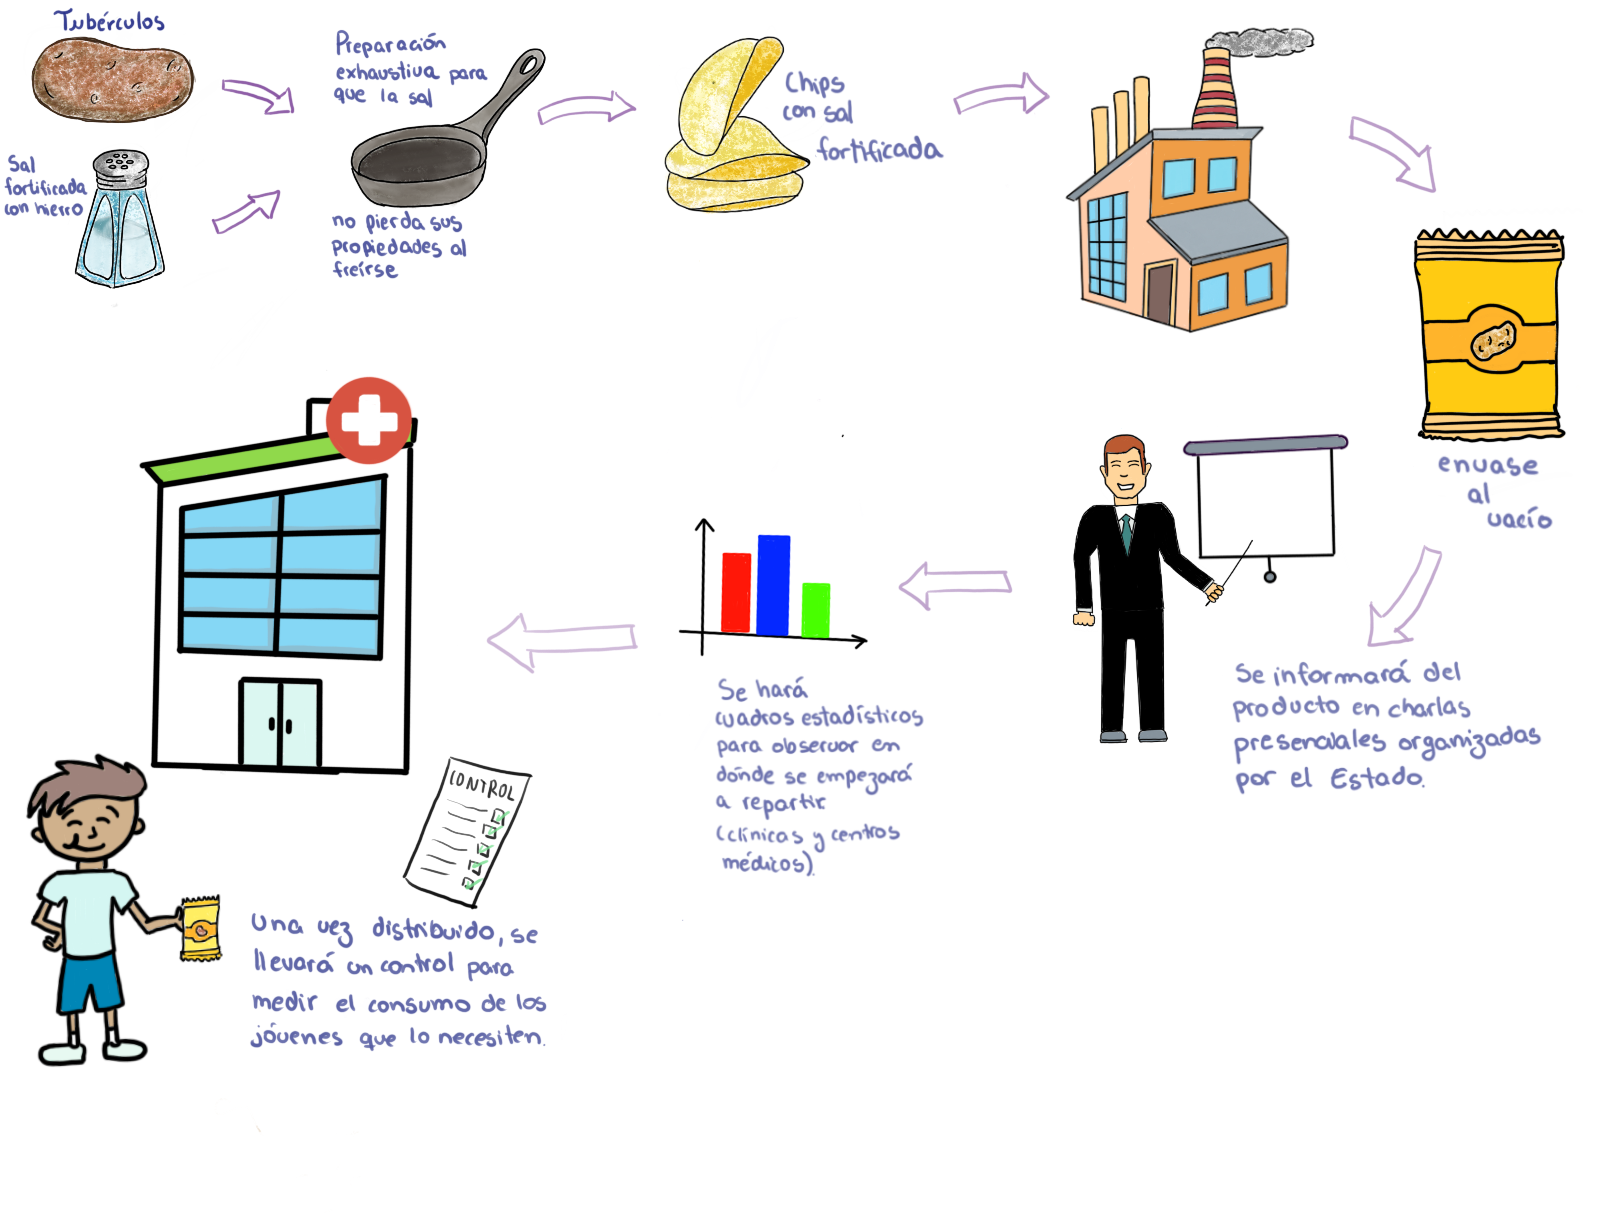 Tubérculos
Sal
fortificada
con hierro
Preparación
exhaustiva para
que la sal
no pierda sus
propiedades al
freírse
Chips
con sal
fortificada
envase
al
vacío
Se informará del
producto en charlas
presenciales organizadas
por el Estado.
Se hará
cuadros estadísticos
para observar en
dónde se empezará
a repartir
(clínicas y centros
médicos).
CONTROL
Una vez distribuido, se
llevará un control para
medir el consumo de los
jóvenes que lo necesiten.